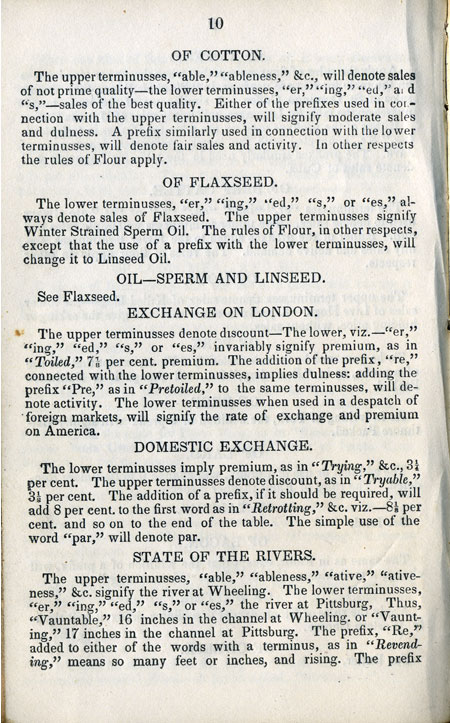 10
OF COTTON.
The upper terminusses, “able,” “ableness,” &c., will denote sales
of not prime quality—the lower terminusses, “er,” “ing,” “ed,” and
“s,”—sales of the best quality. Either of the prefixes used in con-
nection with the upper terminusses, will signify moderate sales
and dulness. A prefix similarly used in connection with the lower
terminusses, will denote fair sales and activity. In other respects
the rules of Flour apply.
OF FLAXSEED.
The lower terminusses, “er,” “ing,” “ed,” “s,” or “es,” al-
ways denote sales of Flaxseed. The upper terminusses signify
Winter Strained Sperm Oil. The rules of Flour, in other respects,
except that the use of a prefix with the lower terminusses, will
change it to Linseed Oil.
OIL—SPERM AND LINSEED.
See Flaxseed.
EXCHANGE ON LONDON.
The upper terminusses denote discount—The lower, viz.—“er,”
“ing,” “ed,” “s,” or “es,” invariably signify premium, as in
“Toiled,” 7⅞ per cent. premium. The addition of the prefix, “re,”
connected with the lower terminusses, implies dulness: adding the
prefix “Pre,” as in “Pretoiled,” to the same terminusses, will de-
note activity. The lower terminusses when used in a despatch of
foreign markets, will signify the rate of exchange and premium
on America.
DOMESTIC EXCHANGE.
The lower terminusses imply premium, as in “Trying,” &c., 3¼
per cent. The upper terminusses denote discount, as in “Tryable,”
3⅛ per cent. The addition of a prefix, if it should be required, will
add 8 per cent. to the first word as in “Retrotting,” &c. viz.—8⅛ per
cent. and so on to the end of the table. The simple use of the
word “par,” will denote par.
STATE OF THE RIVERS.
The upper terminusses, “able,” “ableness,” “ative,” “ative-
ness,” &c. signify the river at Wheeling. The lower terminusses,
“er,” “ing,” “ed,” “s,” or “es,” the river at Pittsburg, Thus,
“Vauntable,” 16 inches in the channel at Wheeling. or “Vaunt-
ing,” 17 inches in the channel at Pittsburg. The prefix, “Re,”
added to either of the words with a terminus, as in “Revend-
ing,” means so many feet or inches, and rising. The prefix